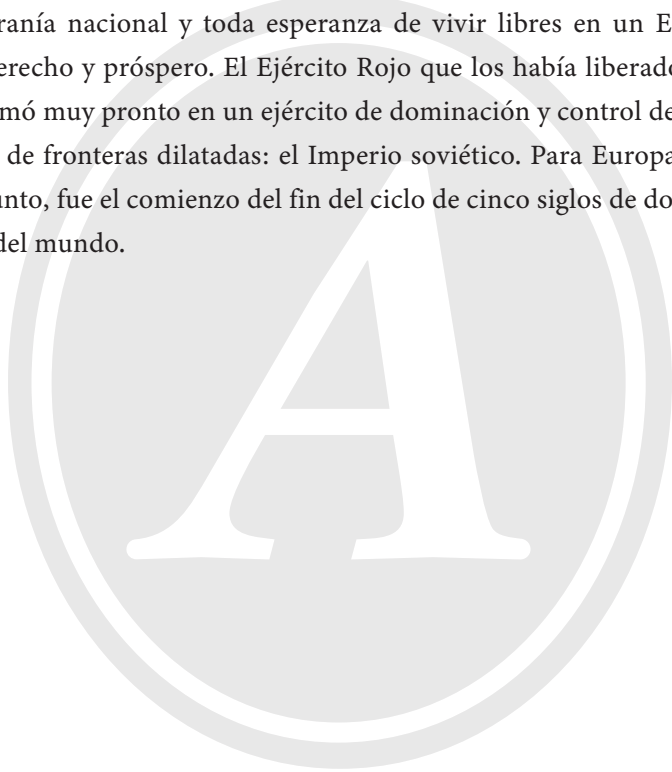 ranía nacional y toda esperanza de vivir libres en un E
erecho y próspero. El Ejército Rojo que los había liberado
mó muy pronto en un ejército de dominación y control de
de fronteras dilatadas: el Imperio soviético. Para Europa
unto, fue el comienzo del fin del ciclo de cinco siglos de do
del mundo.
A